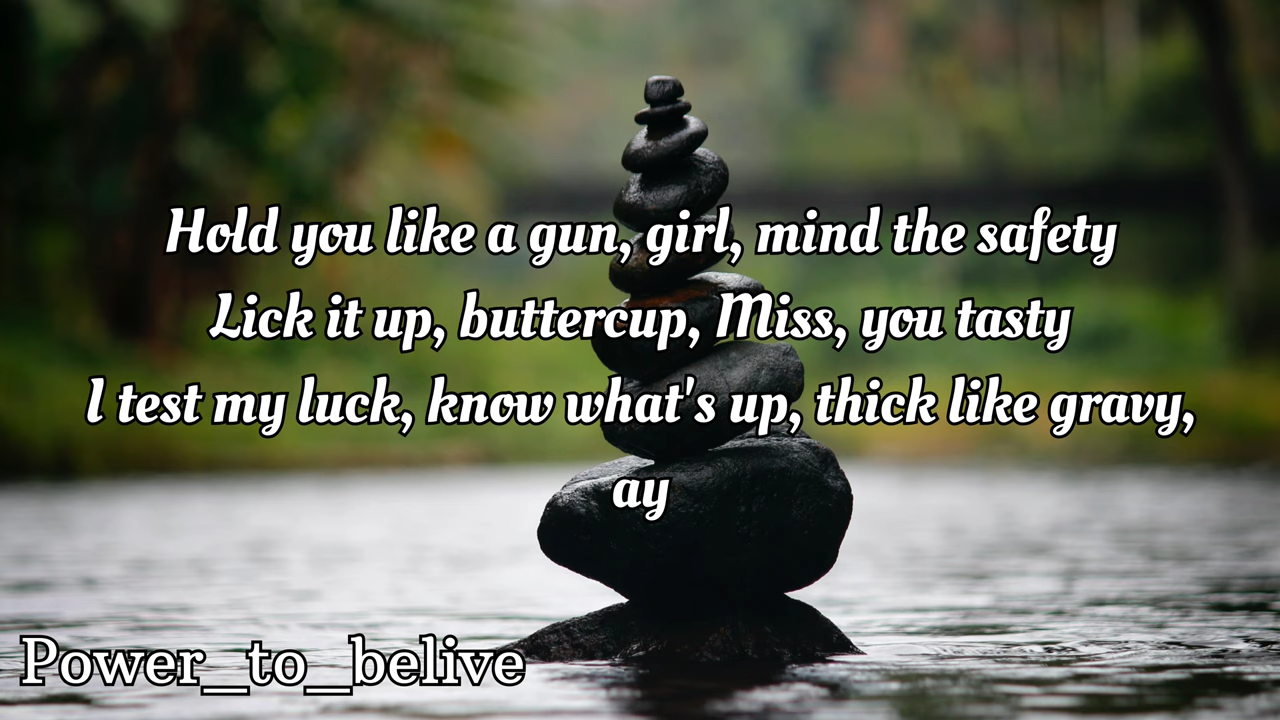 Hold you like a gun, girl, mind the safety
Lick it up, buttercup, Miss, you tasty
I test my luck, know what's up, thick like gravy,
ay
Power_to_belive